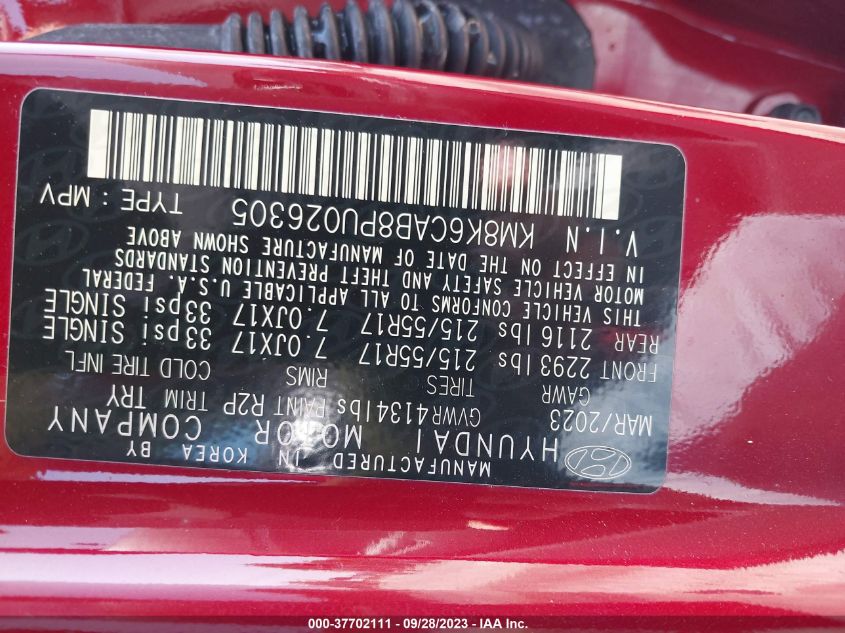 MANUFACTURED IN KOREA BY
HYUNDAI MOTOR COMPANY
MAR/2023 GVWR4134lbs PAINT R2P TRIM TRY
GAWR TIRES RIMS COLD TIRE INFL
FRONT 2293 lbs 215/55R17 7.0JX17 33psi SINGLE
REAR 2116 lbs 215/55R17 7.0JX17 33psi SINGLE
THIS VEHICLE CONFORMS TO ALL APPLICABLE U.S.A. FEDERAL
MOTOR VEHICLE SAFETY AND THEFT PREVENTION STANDARDS
IN EFFECT ON THE DATE OF MANUFACTURE SHOWN ABOVE
V.I.N KM8K6CAB8PU026305 TYPE : MPV
000-37702111 - 09/28/2023 - © IAA Inc.